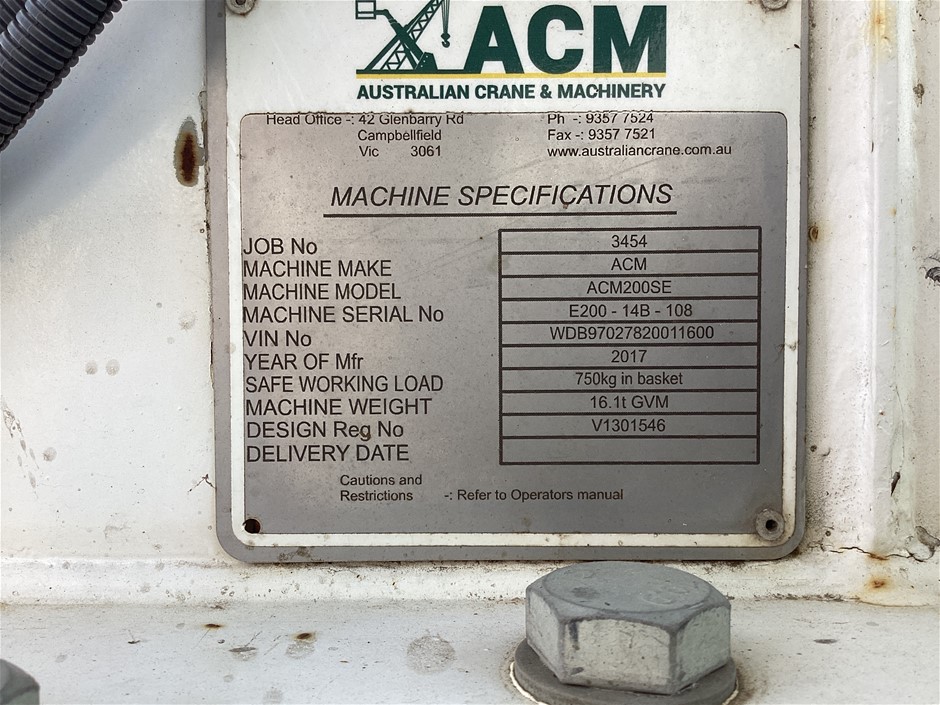 ACM
AUSTRALIAN CRANE & MACHINERY
Head Office -: 42 Glenbarry Rd Ph -: 9357 7524
Campbellfield Fax -: 9357 7521
Vic 3061 www.australiancrane.com.au
MACHINE SPECIFICATIONS
JOB No 3454
MACHINE MAKE ACM
MACHINE MODEL ACM200SE
MACHINE SERIAL No E200 - 14B - 108
VIN No WDB97027820011600
YEAR OF Mfr 2017
SAFE WORKING LOAD 750kg in basket
MACHINE WEIGHT 16.1t GVM
DESIGN Reg No V1301546
DELIVERY DATE
Cautions and
Restrictions -: Refer to Operators manual